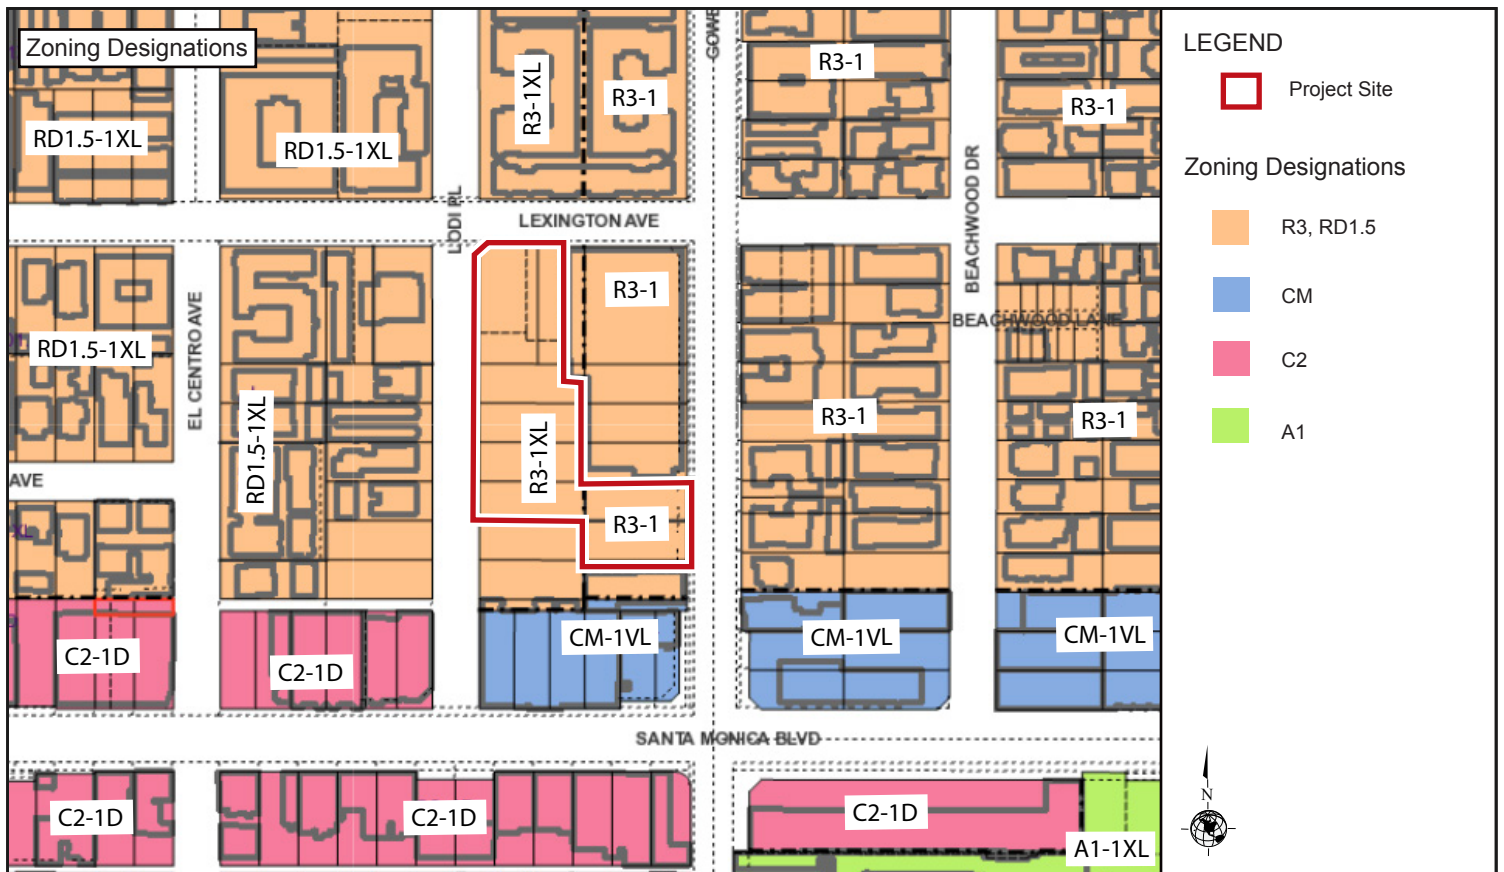 Zoning Designations
RD1.5-1XL
RD1.5-1XL
R3-1XL
R3-1
R3-1
R3-1
LODI PL
LEXINGTON AVE
BEACHWOOD DR
EL CENTRO AVE
RD1.5-1XL
RD1.5-1XL
R3-1XL
R3-1
R3-1
R3-1
R3-1
BEACHWOOD LANE
AVE
C2-1D
C2-1D
CM-1VL
CM-1VL
CM-1VL
SANTA MONICA BLVD
C2-1D
C2-1D
C2-1D
A1-1XL
LEGEND
Project Site
Zoning Designations
R3, RD1.5
CM
C2
A1
N